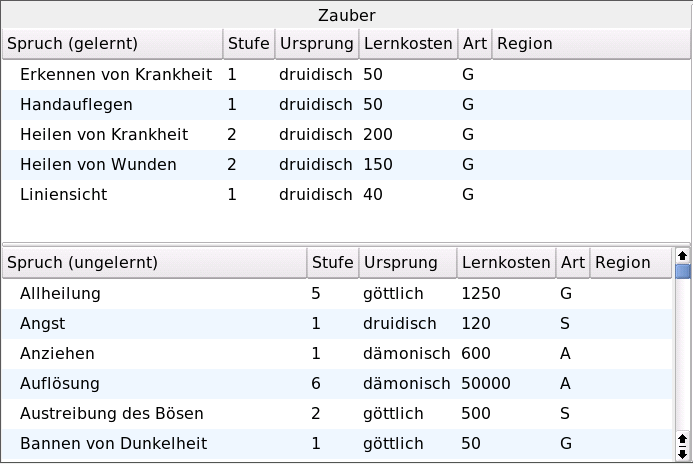 Zauber
Spruch (gelernt) Stufe Ursprung Lernkosten Art Region
Erkennen von Krankheit 1 druidisch 50 G
Handauflegen 1 druidisch 50 G
Heilen von Krankheit 2 druidisch 200 G
Heilen von Wunden 2 druidisch 150 G
Liniensicht 1 druidisch 40 G
Spruch (ungelernt) Stufe Ursprung Lernkosten Art Region
Allheilung 5 göttlich 1250 G
Angst 1 druidisch 120 S
Anziehen 1 dämonisch 600 A
Auflösung 6 dämonisch 50000 A
Austreibung des Bösen 2 göttlich 500 S
Bannen von Dunkelheit 1 göttlich 50 G